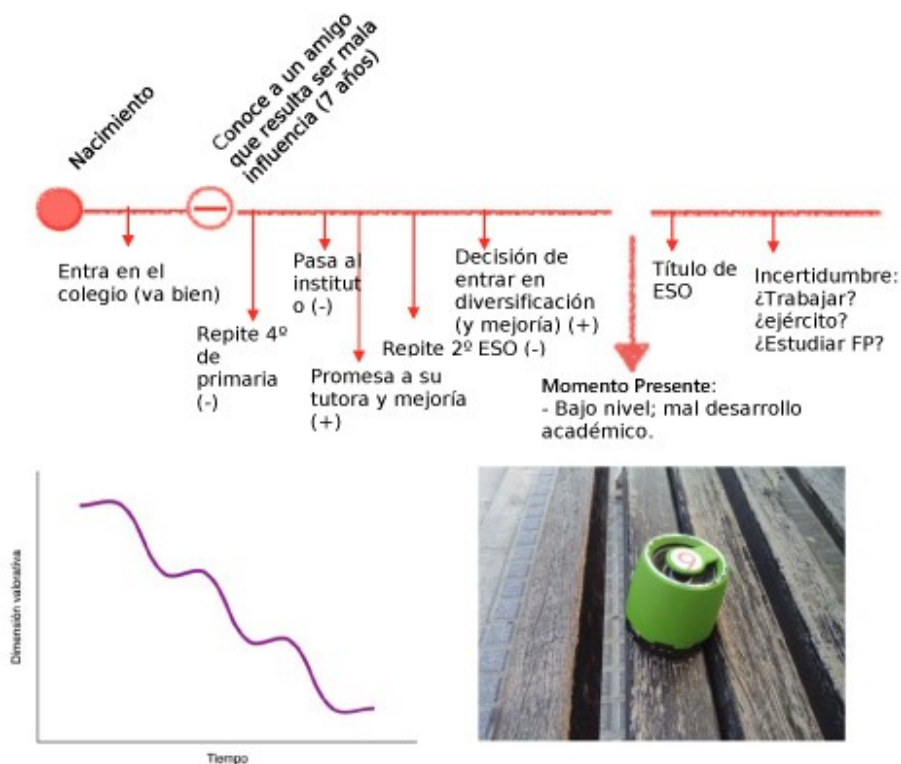 Nacimiento
Conoce a un amigo
que resulta ser mala
influencia (7 años)
Entra en el
colegio (va bien)
Repite 4º
de
primaria
(-)
Pasa al
institut
o (-)
Promesa a su
tutora y mejoría
(+)
Repite 2º ESO (-)
Decisión de
entrar en
diversificación
(y mejoría) (+)
Momento Presente:
- Bajo nivel; mal desarrollo
académico.
Título de
ESO
Incertidumbre:
¿Trabajar?
¿ejército?
¿Estudiar FP?
Dimensión valorativa
Tiempo